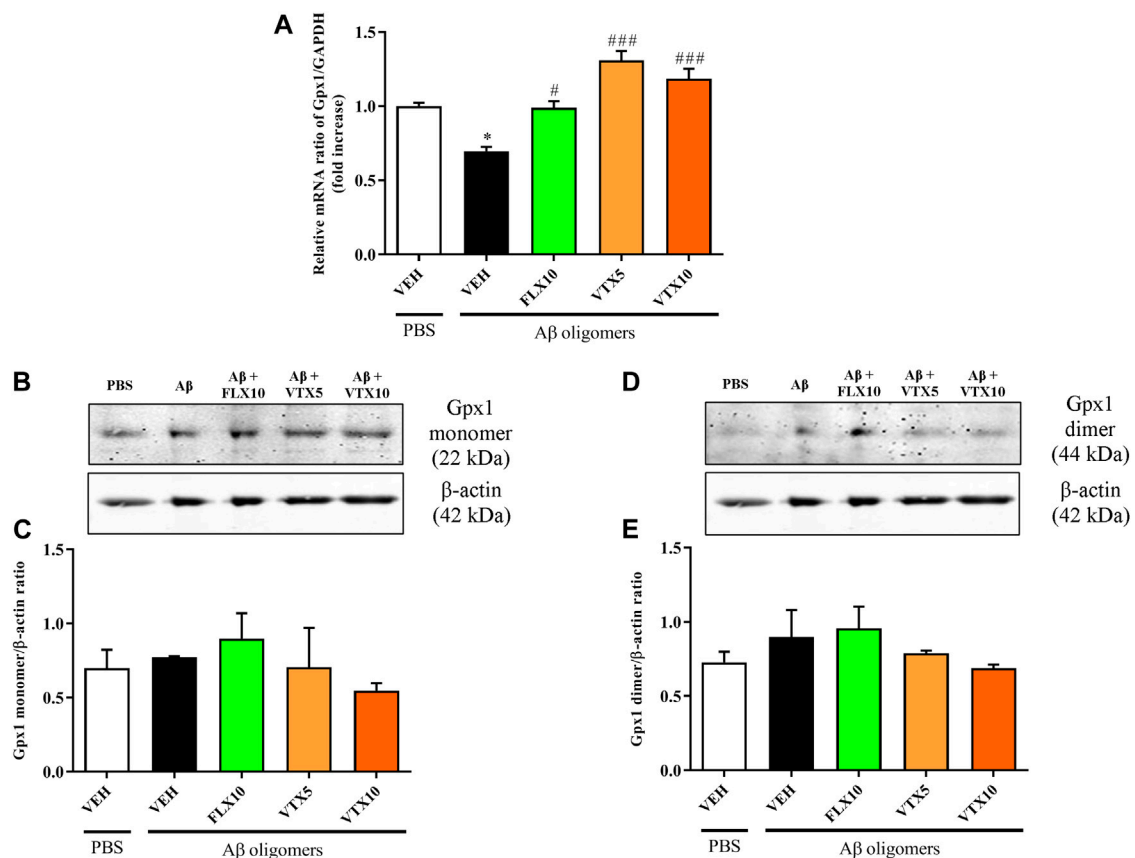 A
Relative mRNA ratio of Gpx1/GAPDH
(fold increase)
1.5
1.0
0.5
0.0
*
#
###
###
VEH
VEH
FLX10
VTX5
VTX10
PBS
Aβ oligomers
B
PBS
Aβ
Aβ +
FLX10
Aβ +
VTX5
Aβ +
VTX10
Gpx1
monomer
(22 kDa)
β-actin
(42 kDa)
C
Gpx1 monomer/β-actin ratio
1.5
1.0
0.5
0.0
VEH
VEH
FLX10
VTX5
VTX10
PBS
Aβ oligomers
D
PBS
Aβ
Aβ +
FLX10
Aβ +
VTX5
Aβ +
VTX10
Gpx1
dimer
(44 kDa)
β-actin
(42 kDa)
E
Gpx1 dimer/β-actin ratio
1.5
1.0
0.5
0.0
VEH
VEH
FLX10
VTX5
VTX10
PBS
Aβ oligomers